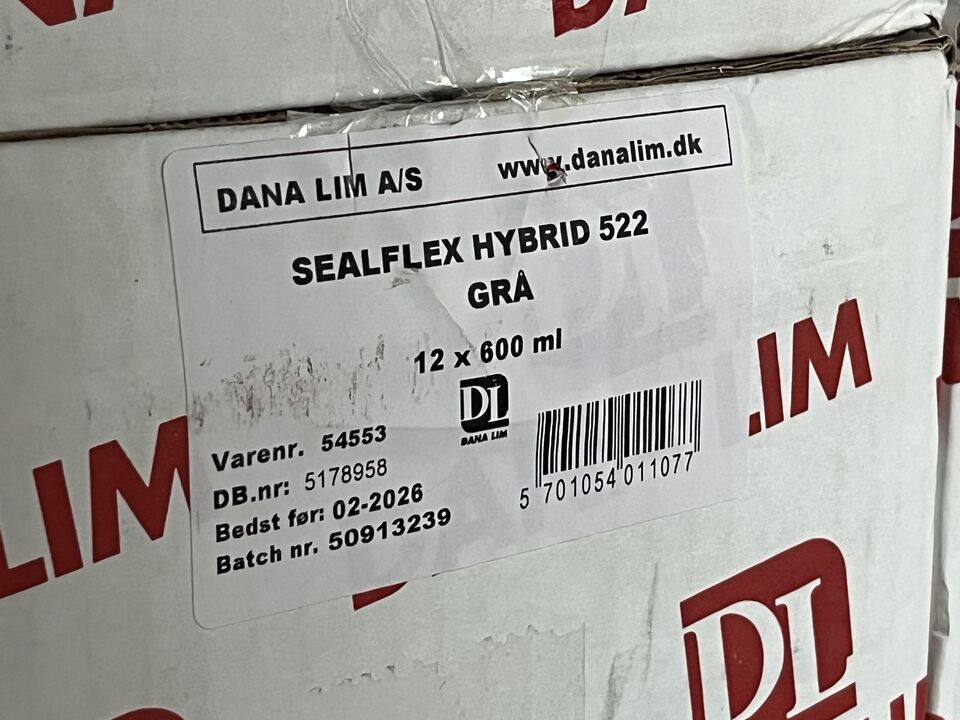 DANA LIM A/S www.danalim.dk
SEALFLEX HYBRID 522
GRÅ
12 x 600 ml
DL
DANA LIM
Varenr. 54553
DB.nr: 5178958
Bedst før: 02-2026
Batch nr. 50913239
5 701054 011077
LIM
LIM
DL